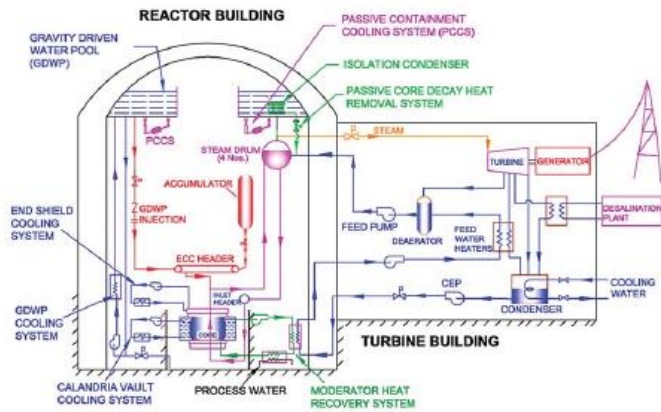 REACTOR BUILDING
GRAVITY DRIVEN
WATER POOL
(GDWP)
PASSIVE CONTAINMENT
COOLING SYSTEM (PCCS)
ISOLATION CONDENSER
PASSIVE CORE DECAY HEAT
REMOVAL SYSTEM
PCCS
STEAM
STEAM DRUM
(4 Nos.)
TURBINE
GENERATOR
ACCUMULATOR
DESALINATION
PLANT
END SHIELD
COOLING
SYSTEM
GDWP
INJECTION
FEED PUMP
DEAERATOR
FEED
WATER
HEATERS
ECC HEADER
INLET
HEADER
CEP
COOLING
WATER
CONDENSER
GDWP
COOLING
SYSTEM
CORE
TURBINE BUILDING
CALANDRIA VAULT
COOLING SYSTEM
PROCESS WATER
MODERATOR HEAT
RECOVERY SYSTEM